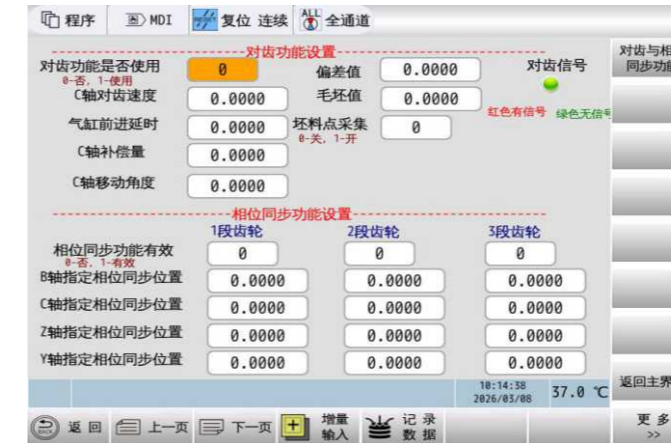 程序 MDI RESET 复位 连续 ALL 全通道
对齿功能设置
对齿与相
同步功能
对齿功能是否使用 0 偏差值 0.0000 对齿信号
0-否, 1-使用
C轴对齿速度 0.0000 毛坯值 0.0000
红色有信号 绿色无信号
气缸前进延时 0.0000 坯料点采集 0
0-关, 1-开
C轴补偿量 0.0000
C轴移动角度 0.0000
相位同步功能设置
1段齿轮 2段齿轮 3段齿轮
相位同步功能有效 0 0 0
0-否, 1-有效
B轴指定相位同步位置 0.0000 0.0000 0.0000
C轴指定相位同步位置 0.0000 0.0000 0.0000
Z轴指定相位同步位置 0.0000 0.0000 0.0000
Y轴指定相位同步位置 0.0000 0.0000 0.0000
10:14:38
2026/03/08
37.0 ℃
返回主界
返回 上一页 下一页 增量输入 记录数据 更多
>>